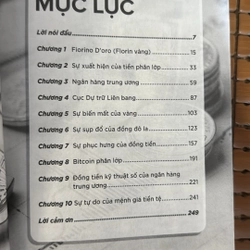 MỤC LỤC
Lời nói đầu 7
Chương 1 Fiorino D'oro (Florin vàng) 15
Chương 2 Sự xuất hiện của tiền phân lớp 33
Chương 3 Ngân hàng trung ương 59
Chương 4 Cục Dự trữ Liên bang 87
Chương 5 Sự biến mất của vàng 103
Chương 6 Sự sụp đổ của đồng đô la 123
Chương 7 Sự phục hưng của đồng tiền 157
Chương 8 Bitcoin phân lớp 191
Chương 9 Đồng tiền kỹ thuật số của ngân hàng
trung ương 221
Chương 10 Sự tự do của mệnh giá tiền tệ 241
Lời cảm ơn 249